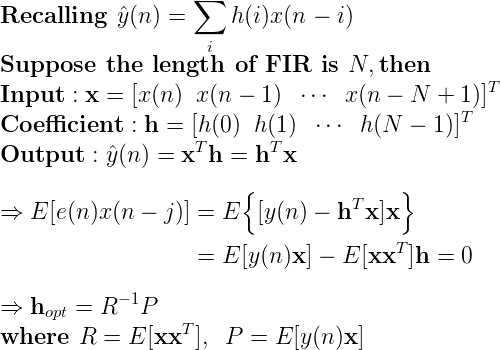 Recalling ŷ(n) = ∑_i h(i)x(n − i)
Suppose the length of FIR is N, then
Input : x = [x(n) x(n − 1) ⋯ x(n − N + 1)]^T
Coefficient : h = [h(0) h(1) ⋯ h(N − 1)]^T
Output : ŷ(n) = x^T h = h^T x
⇒ E[e(n)x(n − j)] = E{[y(n) − h^T x]x}
= E[y(n)x] − E[xx^T]h = 0
⇒ h_opt = R^{−1}P
where R = E[xx^T], P = E[y(n)x]